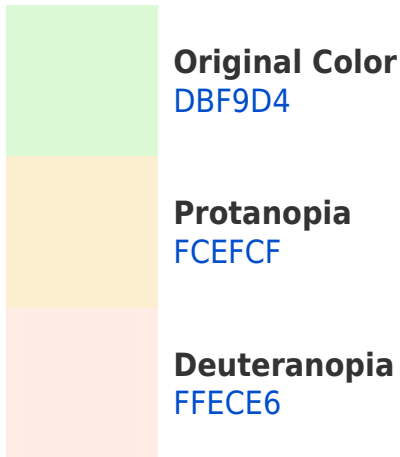 Original Color
DBF9D4
Protanopia
FCEFCF
Deuteranopia
FFECE6